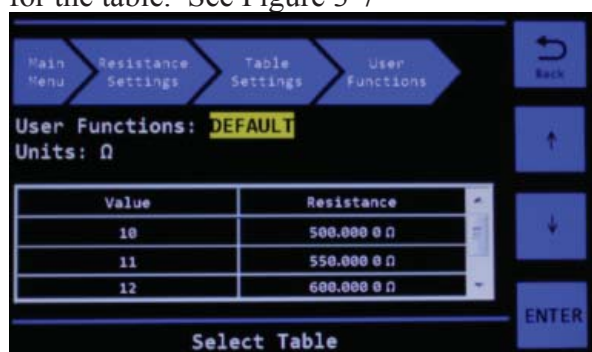 for the table. See Figure 3-7
Main Menu
Resistance Settings
Table Settings
User Functions
Back
User Functions: DEFAULT
Units: Ω
Value Resistance
10 500.000 0 Ω
11 550.000 0 Ω
12 600.000 0 Ω
ENTER
Select Table